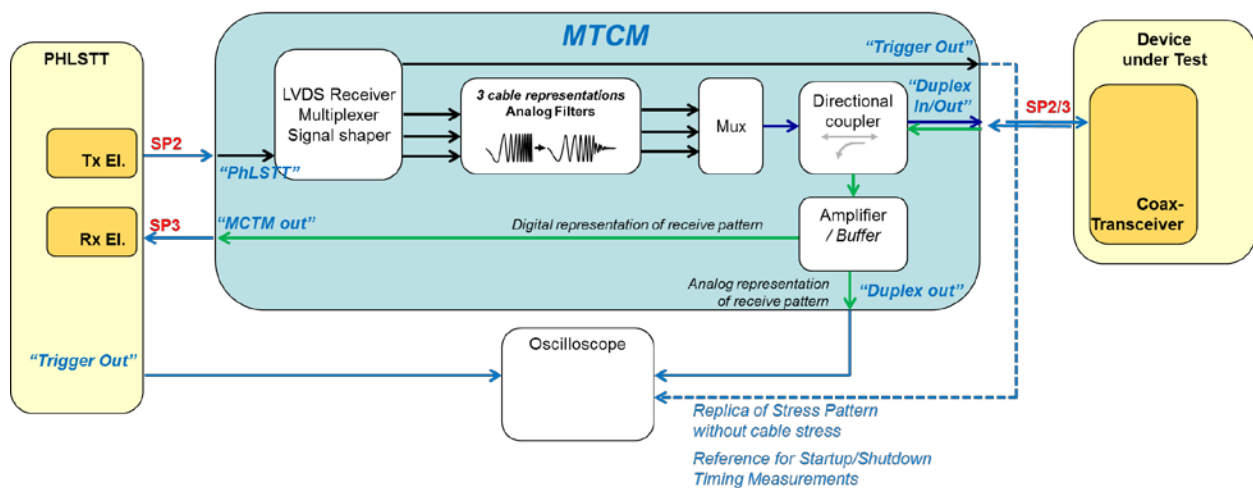 MTCM
PHLSTT
Tx El.
Rx El.
SP2
SP3
“PhLSTT”
“MCTM out”
LVDS Receiver
Multiplexer
Signal shaper
3 cable representations
Analog Filters
Mux
Directional
coupler
“Trigger Out”
“Duplex
In/Out”
SP2/3
Device
under Test
Coax-
Transceiver
Amplifier
/ Buffer
Digital representation of receive pattern
Analog representation
of receive pattern
“Duplex out”
“Trigger Out”
Oscilloscope
Replica of Stress Pattern
without cable stress
Reference for Startup/Shutdown
Timing Measurements